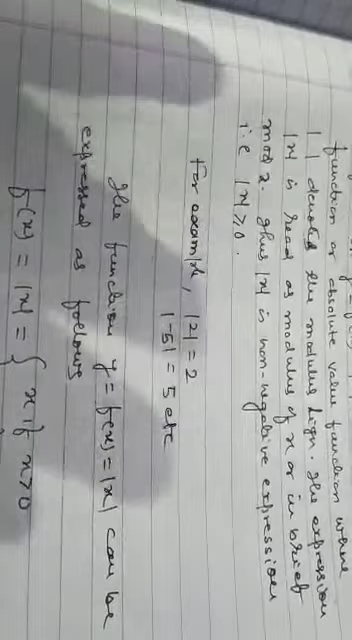 function or absolute value function where
| | denotes the modulus sign. The expression
|x| is read as modulus of x or in brief
mod x. Thus |x| is non-negative expression
i.e |x| ≥ 0.
For example, |2| = 2
|-5| = 5 etc
The function y = f(x) = |x| can be
expressed as follows
f(x) = |x| = { x if x ≥ 0